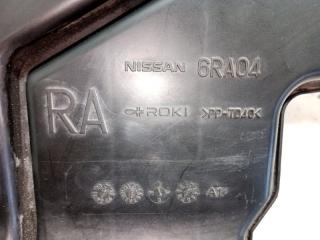 NISSAN 6RA04
RA
ROKI >PP-TD40<
AT